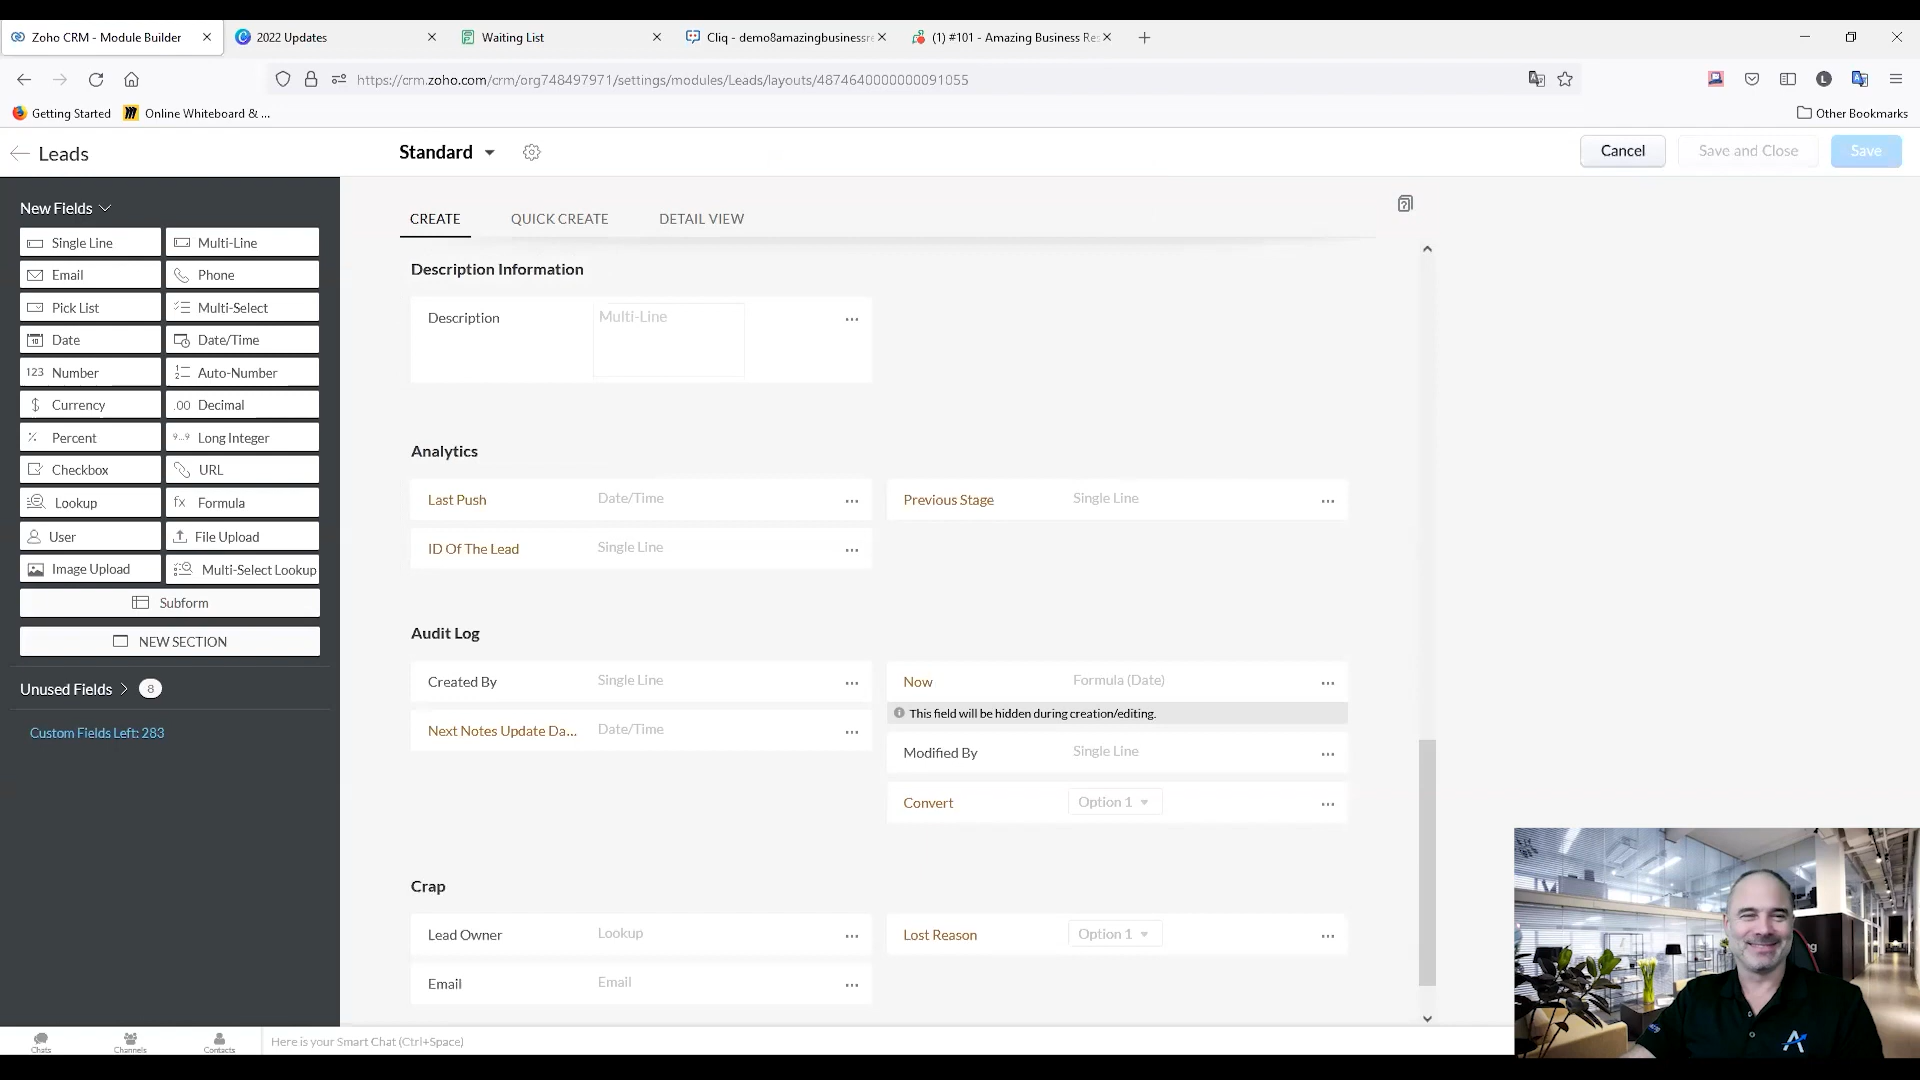 Zoho CRM - Module Builder
2022 Updates
Waiting List
Cliq - demo8amazingbusinessre
(1) #101 - Amazing Business Res
https://crm.zoho.com/crm/org748497971/settings/modules/Leads/layouts/4874640000000091055
Getting Started
Online Whiteboard & ...
Other Bookmarks
Leads
Standard
Cancel
Save and Close
Save
New Fields
CREATE
QUICK CREATE
DETAIL VIEW
Single Line
Multi-Line
Email
Phone
Pick List
Multi-Select
Date
Date/Time
123 Number
Auto-Number
$ Currency
.00 Decimal
% Percent
Long Integer
Checkbox
URL
Lookup
fx Formula
User
File Upload
Image Upload
Multi-Select Lookup
Subform
NEW SECTION
Unused Fields
8
Custom Fields Left: 283
Description Information
Description
Multi-Line
...
Analytics
Last Push
Date/Time
...
Previous Stage
Single Line
...
ID Of The Lead
Single Line
...
Audit Log
Created By
Single Line
...
Now
Formula (Date)
...
This field will be hidden during creation/editing.
Next Notes Update Da...
Date/Time
...
Modified By
Single Line
...
Convert
Option 1
...
Crap
Lead Owner
Lookup
...
Lost Reason
Option 1
...
Email
Email
...
Chats
Channels
Contacts
Here is your Smart Chat (Ctrl+Space)